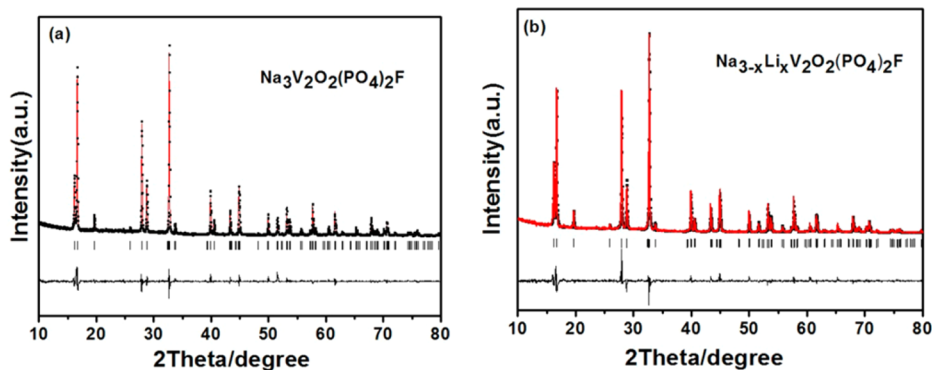 (a)
Na₃V₂O₂(PO₄)₂F
Intensity(a.u.)
10 20 30 40 50 60 70 80
2Theta/degree
(b)
Na₃₋ₓLiₓV₂O₂(PO₄)₂F
Intensity(a.u.)
10 20 30 40 50 60 70 80
2Theta/degree